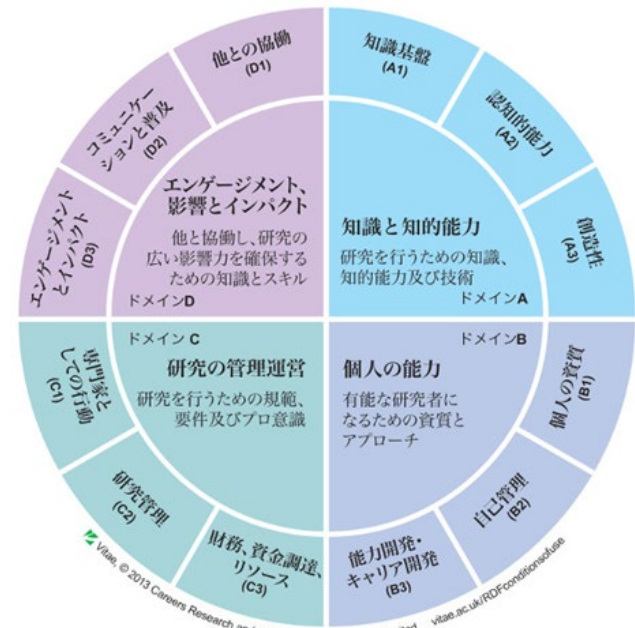 他との協働
(D1)
知識基盤
(A1)
コミュニケー
ションと普及
(D2)
認知的能力
(A2)
エンゲージメント
とインパクト
(D3)
創造性
(A3)
エンゲージメント、
影響とインパクト
他と協働し、研究の
広い影響力を確保する
ための知識とスキル
ドメインD
知識と知的能力
研究を行うための知識、
知的能力及び技術
ドメインA
ドメイン C
研究の管理運営
研究を行うための規範、
要件及びプロ意識
ドメインB
個人の能力
有能な研究者に
なるための資質と
アプローチ
専門家と
しての行動
(C1)
個人の資質
(B1)
研究管理
(C2)
自己管理
(B2)
財務、資金調達、
リソース
(C3)
能力開発・
キャリア開発
(B3)
Vitae, © 2013 Careers Research and
vitae.ac.uk/RDFconditionsofuse